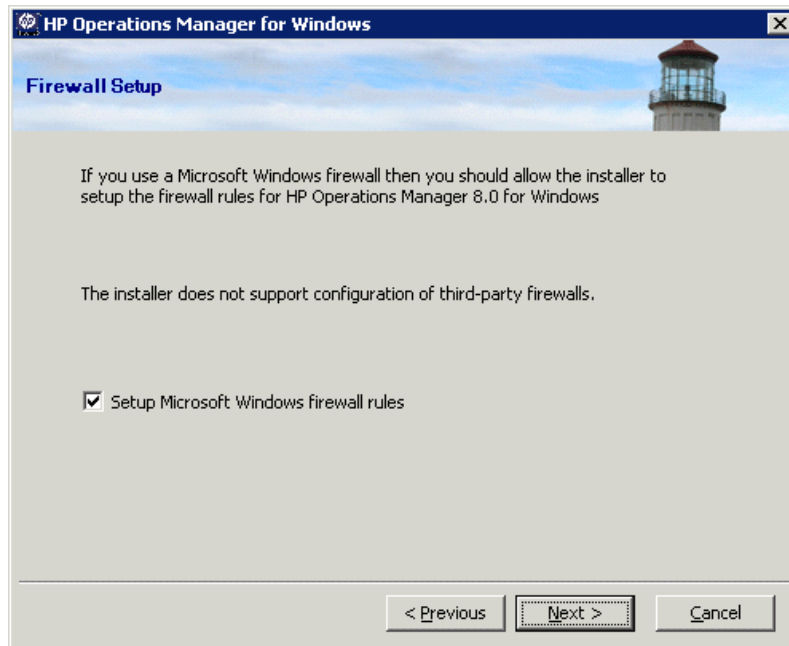 HP Operations Manager for Windows
Firewall Setup
If you use a Microsoft Windows firewall then you should allow the installer to
setup the firewall rules for HP Operations Manager 8.0 for Windows
The installer does not support configuration of third-party firewalls.
Setup Microsoft Windows firewall rules
< Previous
Next >
Cancel